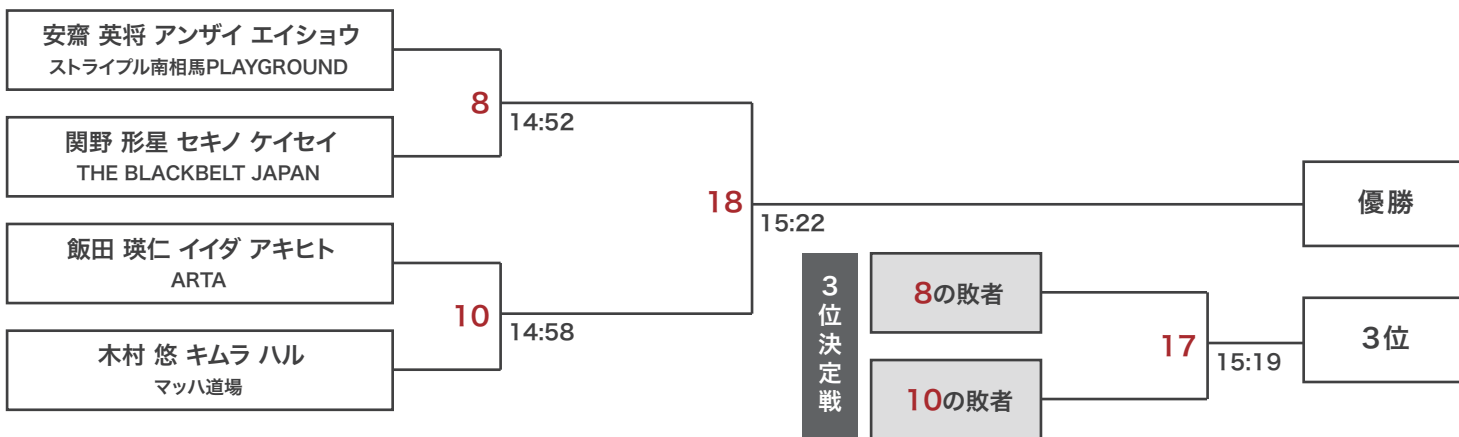 安齋 英将 アンザイ エイショウ
ストライプル南相馬PLAYGROUND
8
14:52
関野 形星 セキノ ケイセイ
THE BLACKBELT JAPAN
18
15:22
優勝
飯田 瑛仁 イイダ アキヒト
ARTA
10
14:58
木村 悠 キムラ ハル
マッハ道場
3位決定戦
8の敗者
17
15:19
3位
10の敗者